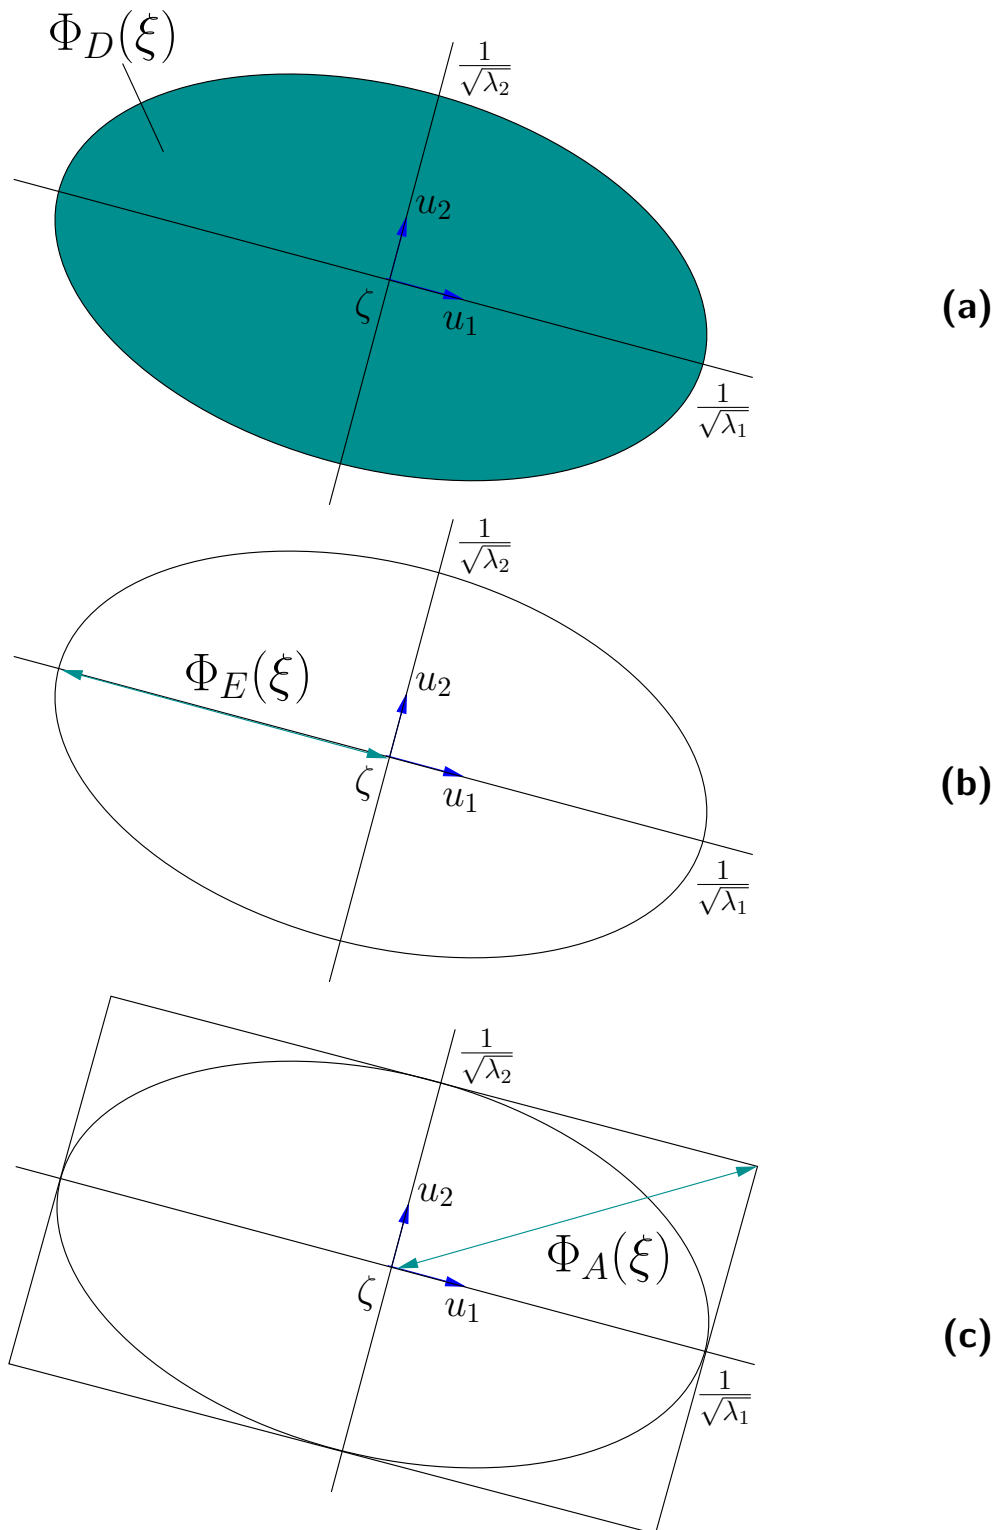 Φ_D(ξ)
1/√λ₂
u₂
ζ
u₁
(a)
1/√λ₁
1/√λ₂
Φ_E(ξ)
u₂
ζ
u₁
(b)
1/√λ₁
1/√λ₂
u₂
Φ_A(ξ)
ζ
u₁
(c)
1/√λ₁